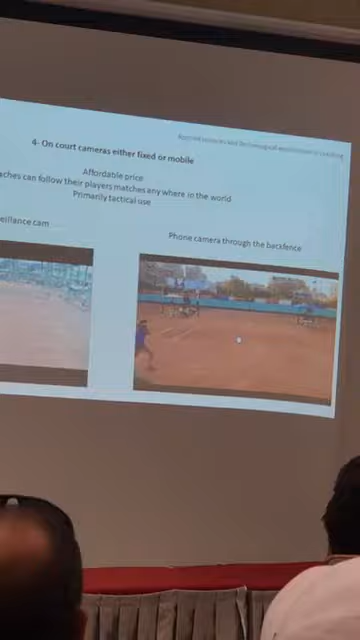 4- On court cameras either fixed or mobile
Affordable price
aches can follow their players matches any where in the world
Primarily tactical use
eillance cam
Phone camera through the backfence